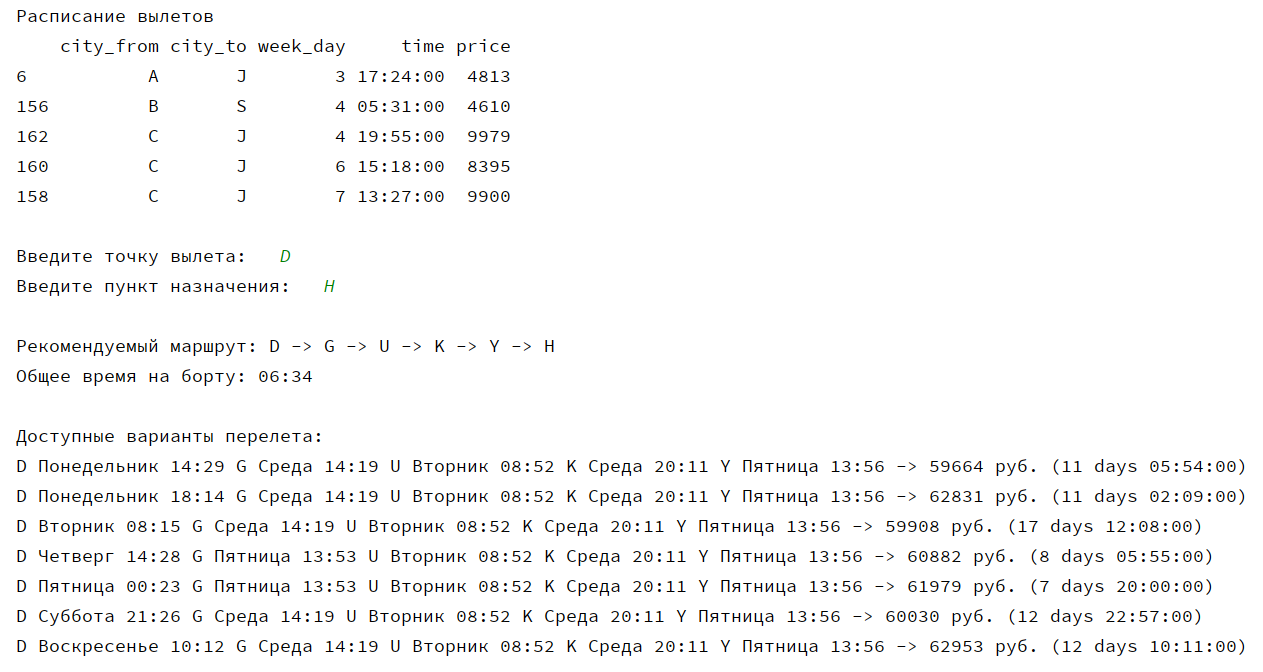 Расписание вылетов
city_from city_to week_day time price
6 A J 3 17:24:00 4813
156 B S 4 05:31:00 4610
162 C J 4 19:55:00 9979
160 C J 6 15:18:00 8395
158 C J 7 13:27:00 9900
Введите точку вылета: D
Введите пункт назначения: H
Рекомендуемый маршрут: D -> G -> U -> K -> Y -> H
Общее время на борту: 06:34
Доступные варианты перелета:
D Понедельник 14:29 G Среда 14:19 U Вторник 08:52 K Среда 20:11 Y Пятница 13:56 -> 59664 руб. (11 days 05:54:00)
D Понедельник 18:14 G Среда 14:19 U Вторник 08:52 K Среда 20:11 Y Пятница 13:56 -> 62831 руб. (11 days 02:09:00)
D Вторник 08:15 G Среда 14:19 U Вторник 08:52 K Среда 20:11 Y Пятница 13:56 -> 59908 руб. (17 days 12:08:00)
D Четверг 14:28 G Пятница 13:53 U Вторник 08:52 K Среда 20:11 Y Пятница 13:56 -> 60882 руб. (8 days 05:55:00)
D Пятница 00:23 G Пятница 13:53 U Вторник 08:52 K Среда 20:11 Y Пятница 13:56 -> 61979 руб. (7 days 20:00:00)
D Суббота 21:26 G Среда 14:19 U Вторник 08:52 K Среда 20:11 Y Пятница 13:56 -> 60030 руб. (12 days 22:57:00)
D Воскресенье 10:12 G Среда 14:19 U Вторник 08:52 K Среда 20:11 Y Пятница 13:56 -> 62953 руб. (12 days 10:11:00)